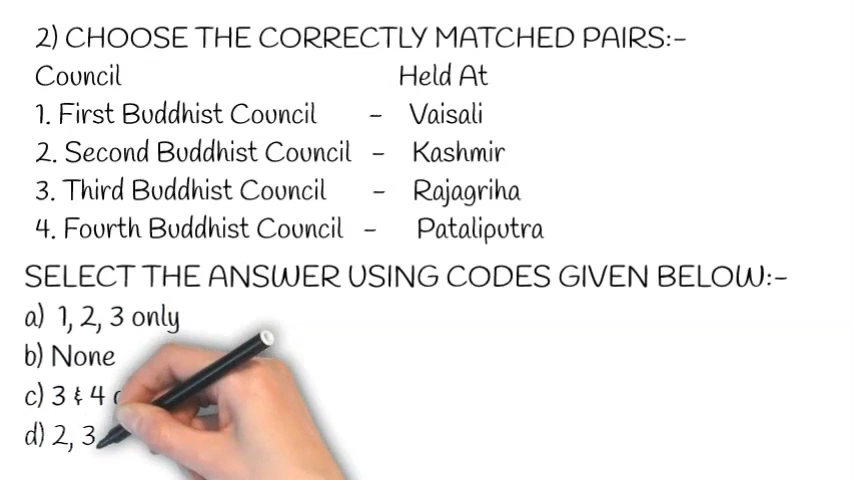 2) CHOOSE THE CORRECTLY MATCHED PAIRS:-
Council Held At
1. First Buddhist Council - Vaisali
2. Second Buddhist Council - Kashmir
3. Third Buddhist Council - Rajagriha
4. Fourth Buddhist Council - Pataliputra
SELECT THE ANSWER USING CODES GIVEN BELOW:-
a) 1, 2, 3 only
b) None
c) 3 & 4
d) 2, 3,